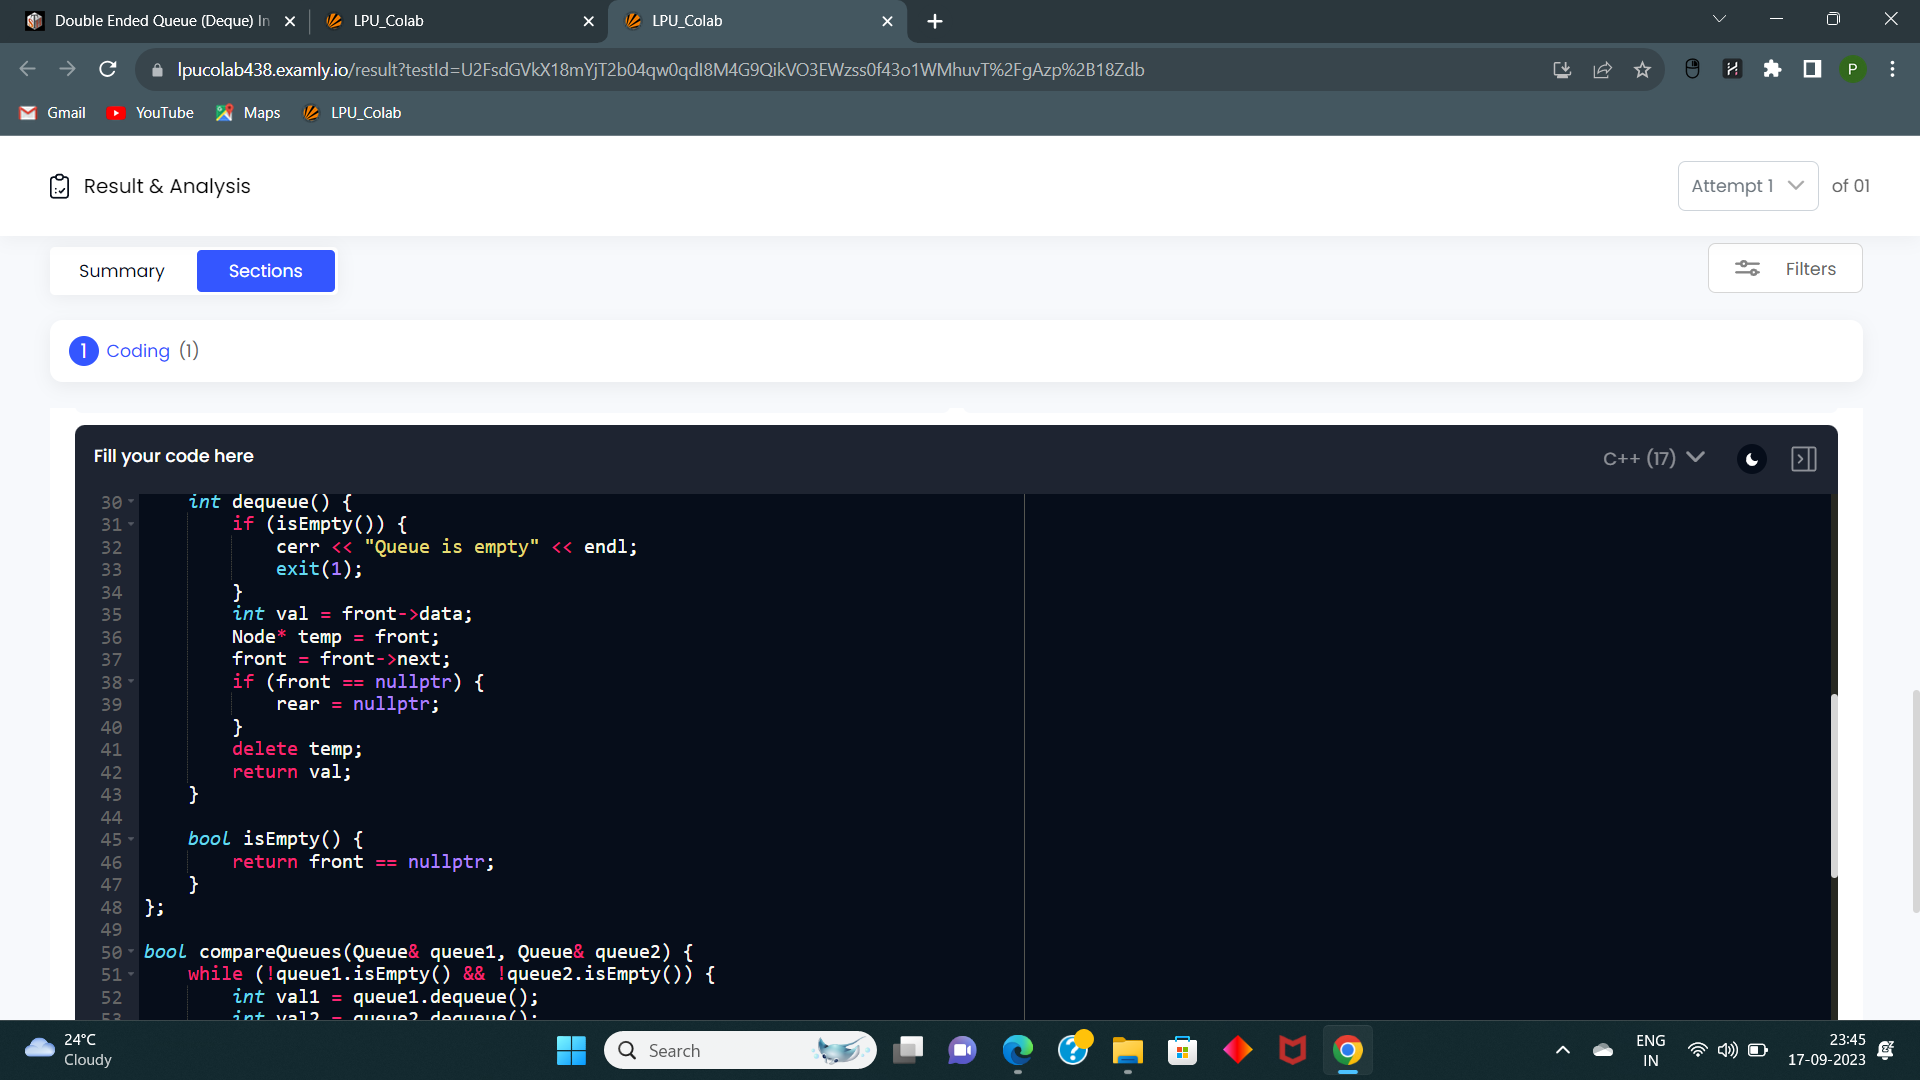 Double Ended Queue (Deque) In
LPU_Colab
LPU_Colab
lpucolab438.examly.io/result?testId=U2FsdGVkX18mYjT2b04qw0qdI8M4G9QikVO3EWzss0f43o1WMhuvT%2FgAzp%2B18Zdb
P
Gmail
YouTube
Maps
LPU_Colab
Result & Analysis
Attempt 1
of 01
Summary
Sections
Filters
1 Coding (1)
Fill your code here
C++ (17)
30 int dequeue() {
31 if (isEmpty()) {
32 cerr << "Queue is empty" << endl;
33 exit(1);
34 }
35 int val = front->data;
36 Node* temp = front;
37 front = front->next;
38 if (front == nullptr) {
39 rear = nullptr;
40 }
41 delete temp;
42 return val;
43 }
44
45 bool isEmpty() {
46 return front == nullptr;
47 }
48 };
49
50 bool compareQueues(Queue& queue1, Queue& queue2) {
51 while (!queue1.isEmpty() && !queue2.isEmpty()) {
52 int val1 = queue1.dequeue();
53 int val2 = queue2.dequeue();
24°C
Cloudy
Search
ENG
IN
23:45
17-09-2023